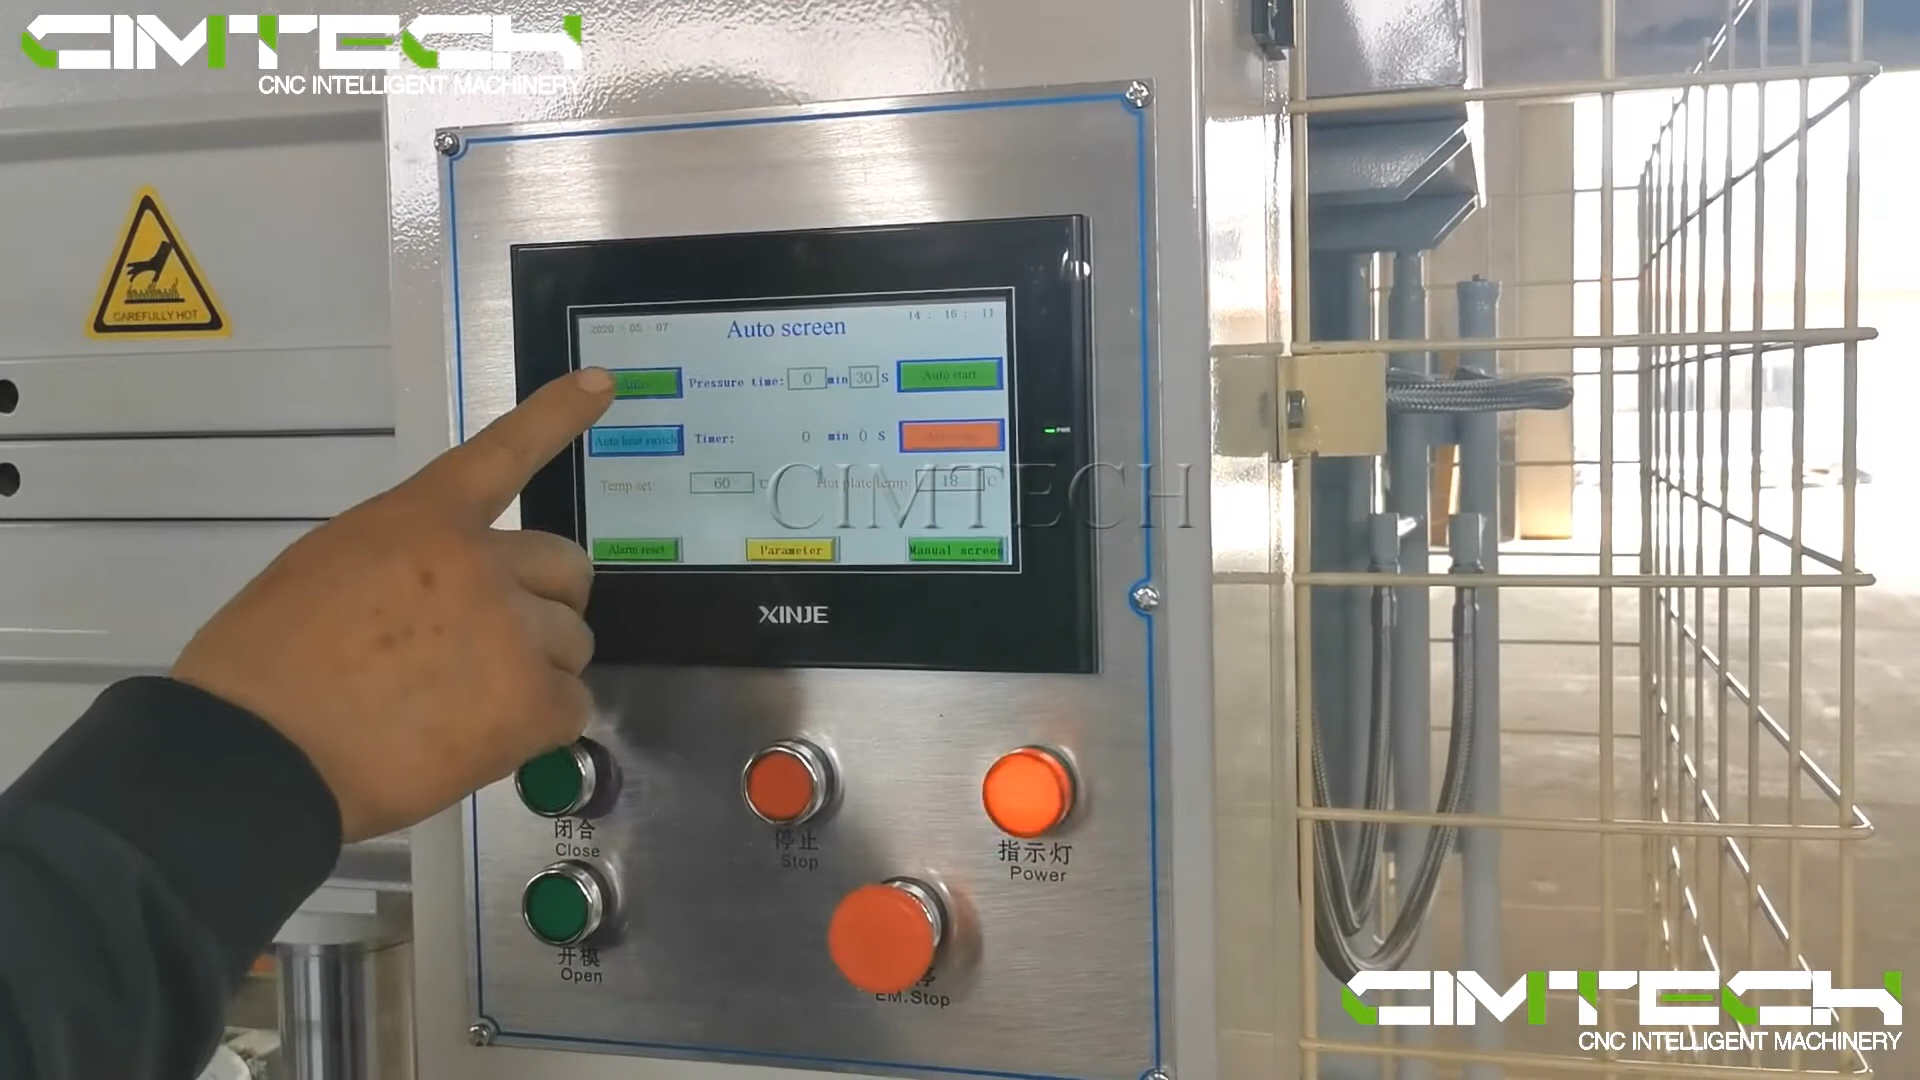 CIMTECH
CNC INTELLIGENT MACHINERY
CAREFULLY HOT
2020 - 05 - 07
Auto screen
14 : 16 : 11
Auto
Pressure time: 0 min 30 S
Auto start
Auto heat switch
Timer: 0 min 0 S
Temp set: 60 ℃
Hot plate temp 18 ℃
CIMTECH
Alarm reset
Parameter
Manual screen
XINJE
闭合
Close
停止
Stop
指示灯
Power
开模
Open
停
EM.Stop
CIMTECH
CNC INTELLIGENT MACHINERY